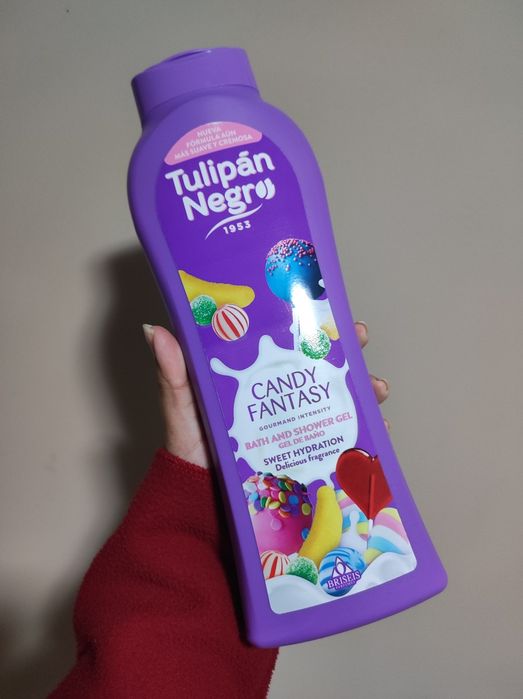 NUEVA
FÓRMULA AÚN
MÁS SUAVE Y CREMOSA
Tulipán
Negro
1953
CANDY
FANTASY
GOURMAND INTENSITY
BATH AND SHOWER GEL
GEL DE BAÑO
SWEET HYDRATION
Delicious fragrance
BRISEIS